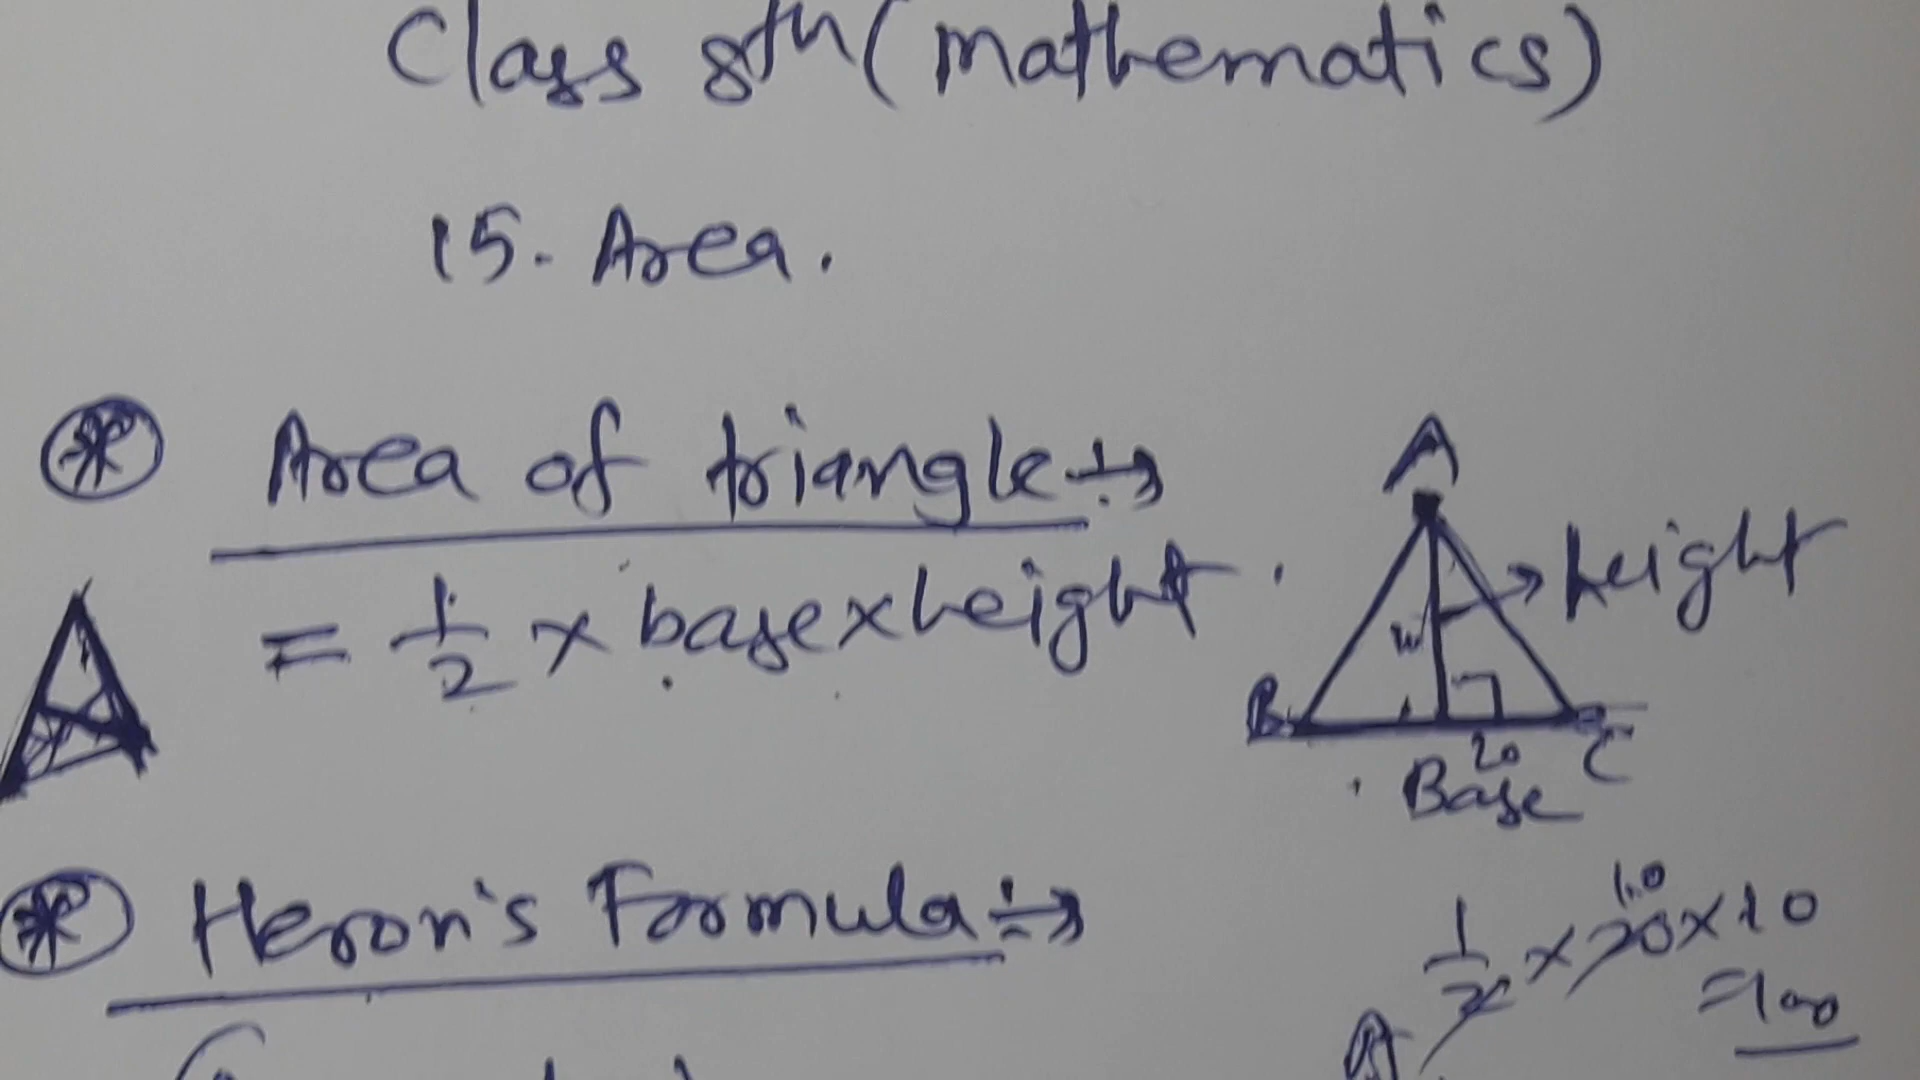 Class 8th (mathematics)
15. Area.
Area of triangle :→
= 1/2 × base × height
A
height
B
C
20
Base
Heron's Formula :→
1/2 × 20 × 10
10
= 100